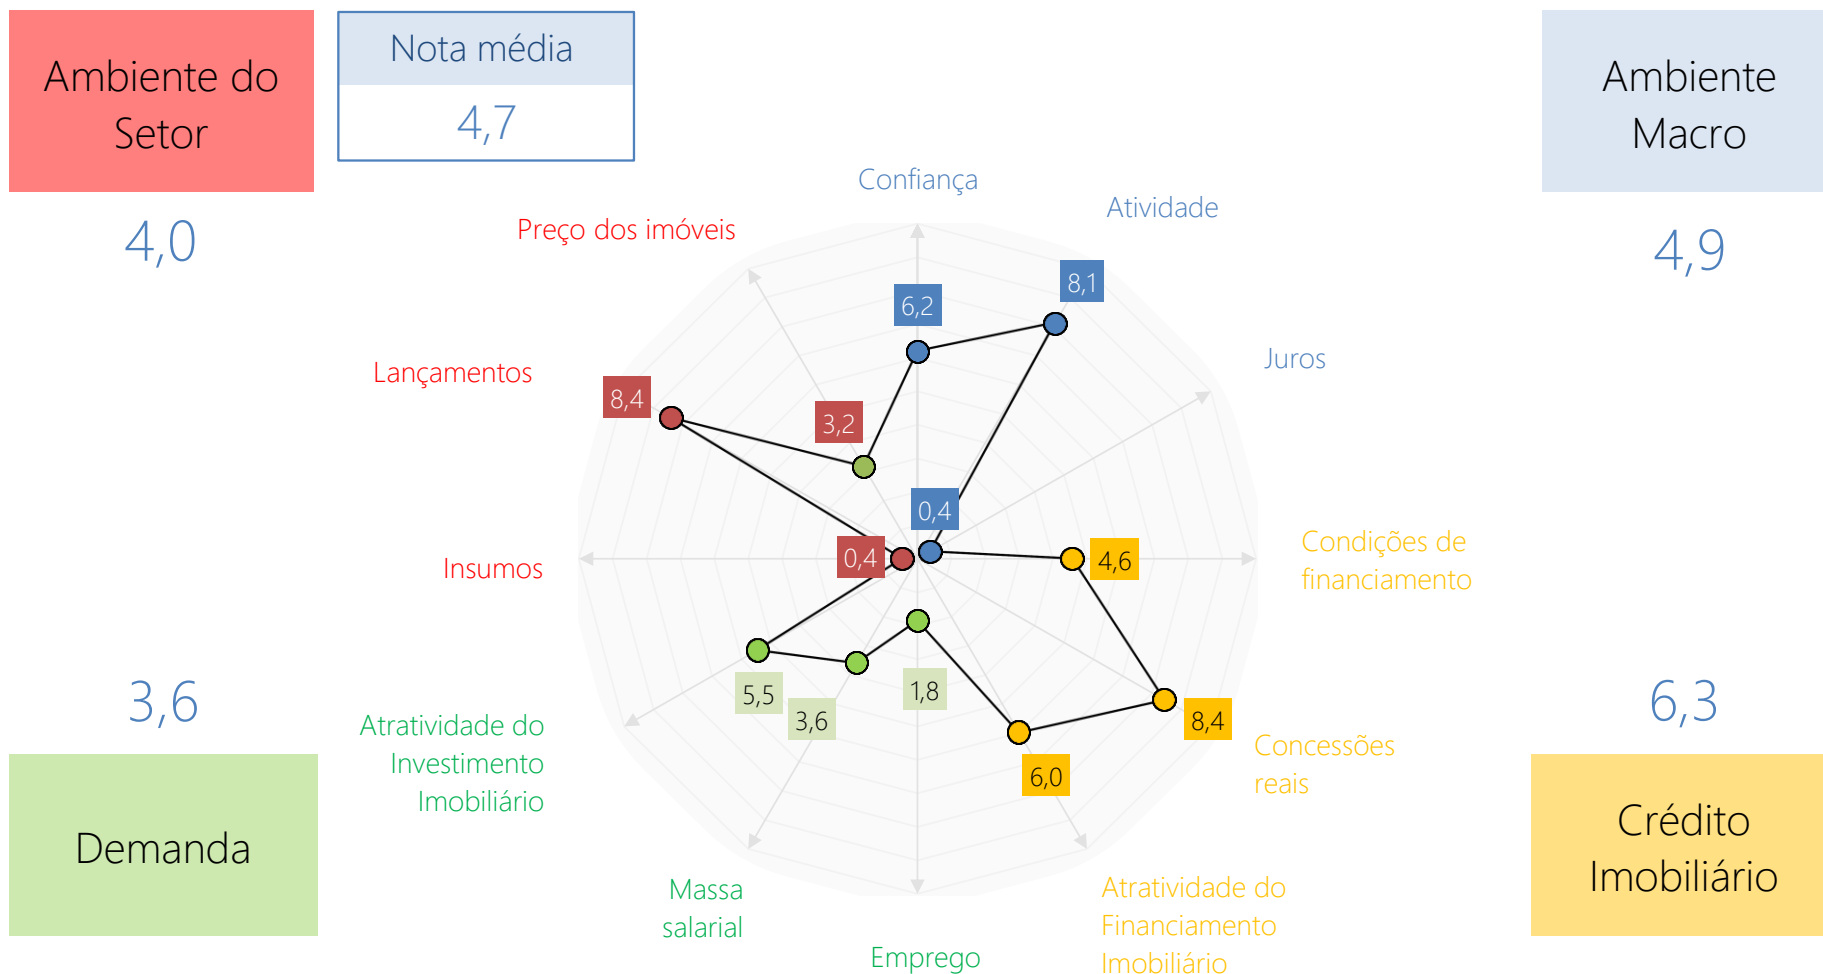 Ambiente do
Setor
4,0
Nota média
4,7
Ambiente
Macro
4,9
Confiança
Atividade
Preço dos imóveis
Juros
Lançamentos
8,1
6,2
8,4
3,2
0,4
0,4
4,6
Condições de
financiamento
Insumos
5,5
3,6
1,8
6,0
8,4
Concessões
reais
Atratividade do
Investimento
Imobiliário
Massa
salarial
Emprego
Atratividade do
Financiamento
Imobiliário
3,6
Demanda
6,3
Crédito
Imobiliário